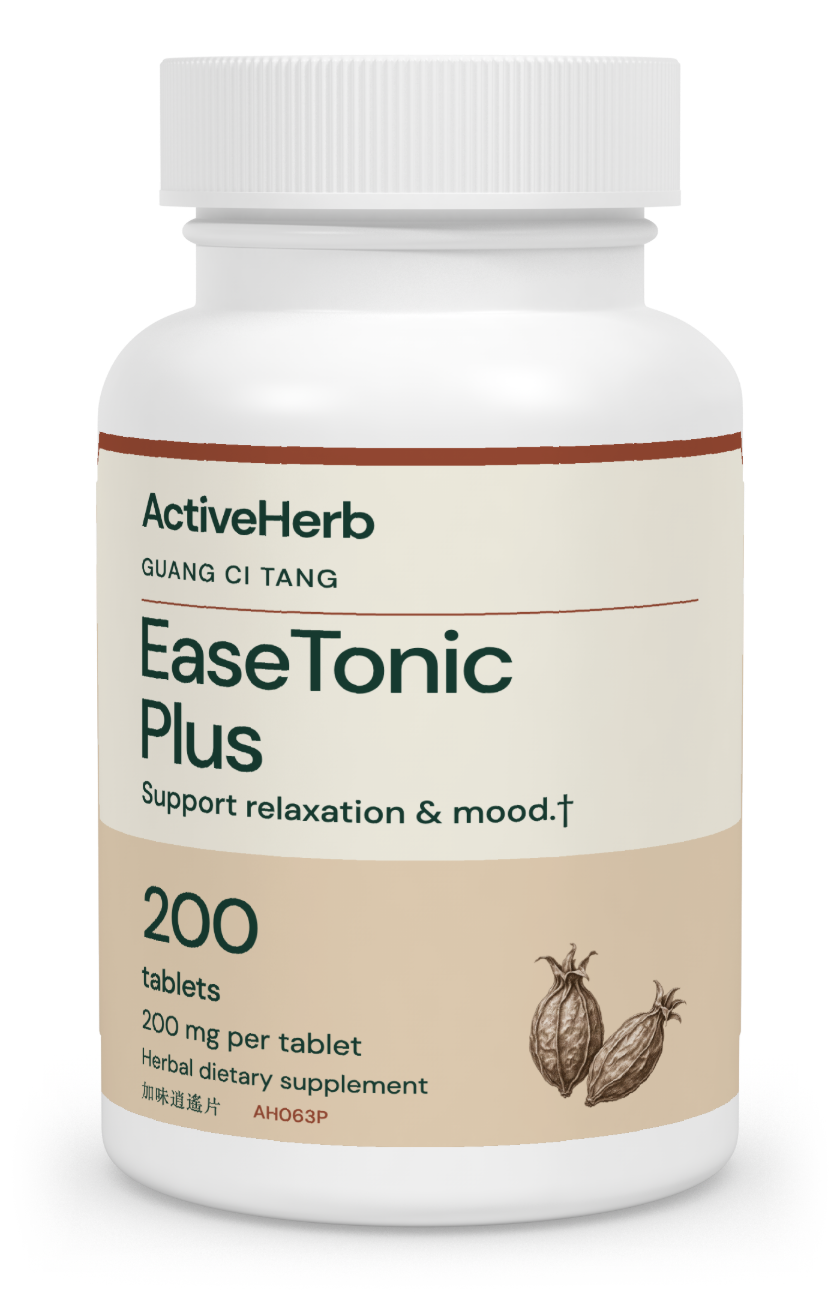 ActiveHerb
GUANG CI TANG
EaseTonic
Plus
Support relaxation & mood.†
200
tablets
200 mg per tablet
Herbal dietary supplement
加味逍遙片 AH063P